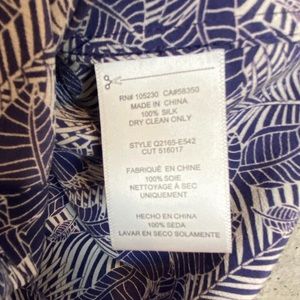 RN# 105230 CA#58350
MADE IN CHINA
100% SILK
DRY CLEAN ONLY
STYLE Q2165-E542
CUT 516017
FABRIQUÉ EN CHINE
100% SOIE
NETTOYAGE À SEC
UNIQUEMENT
HECHO EN CHINA
100% SEDA
LAVAR EN SECO SOLAMENTE